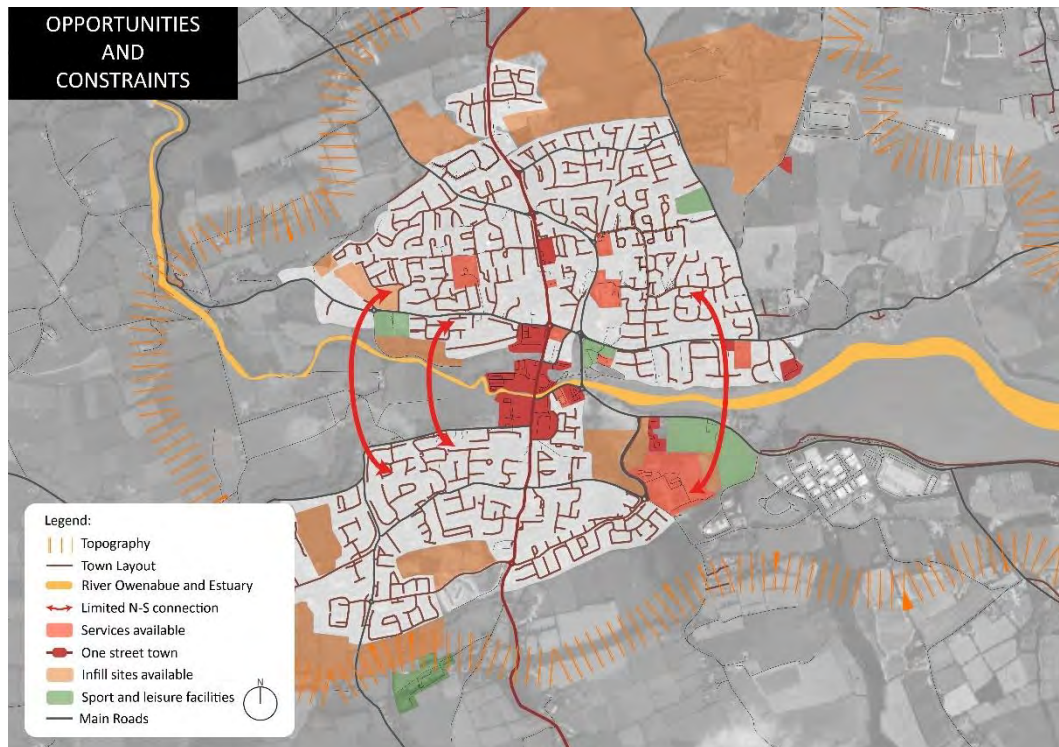 OPPORTUNITIES
AND
CONSTRAINTS
Legend:
Topography
Town Layout
River Owenabue and Estuary
Limited N-S connection
Services available
One street town
Infill sites available
Sport and leisure facilities
Main Roads
N